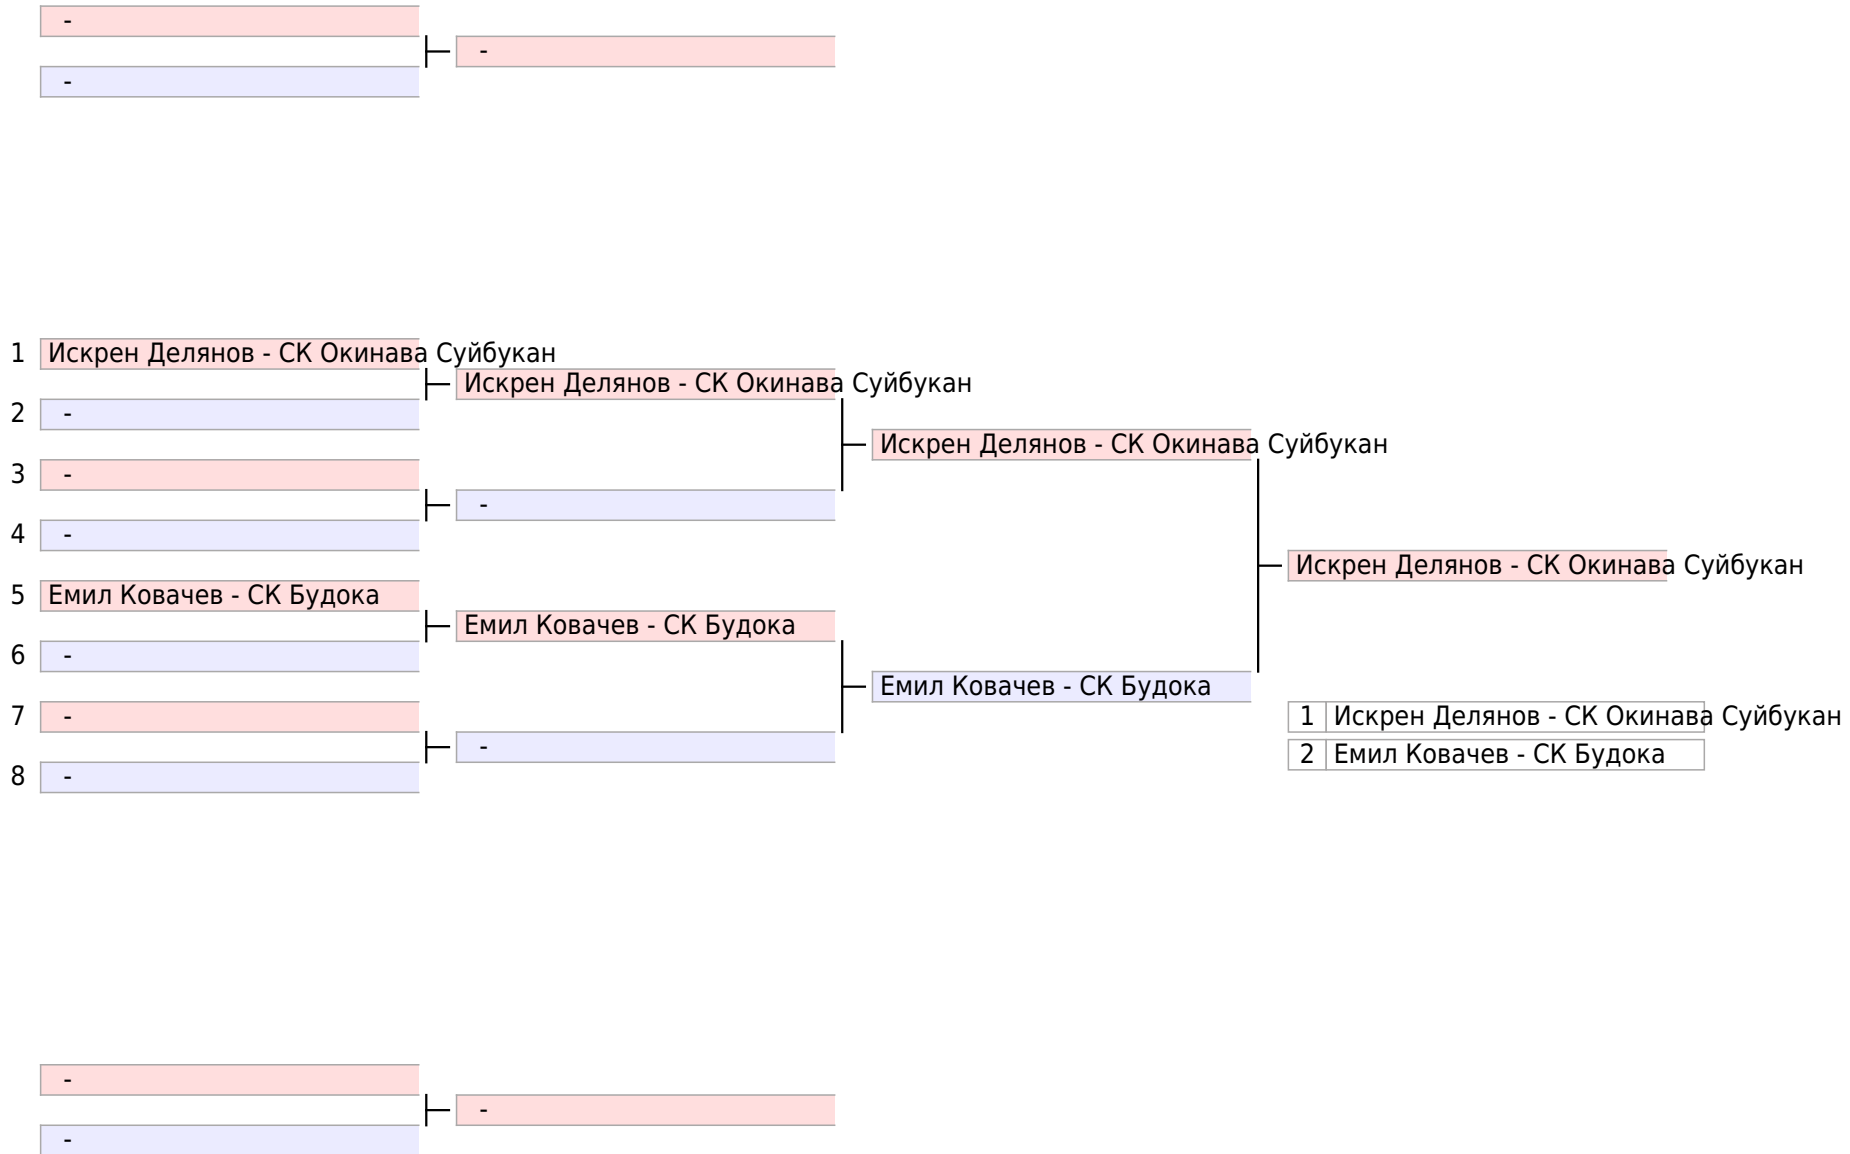 -
-
-
1 Искрен Делянов - СК Окинава Суйбукан
Искрен Делянов - СК Окинава Суйбукан
2 -
Искрен Делянов - СК Окинава Суйбукан
3 -
-
4 -
Искрен Делянов - СК Окинава Суйбукан
5 Емил Ковачев - СК Будока
Емил Ковачев - СК Будока
6 -
Емил Ковачев - СК Будока
7 -
1 Искрен Делянов - СК Окинава Суйбукан
-
2 Емил Ковачев - СК Будока
8 -
-
-
-